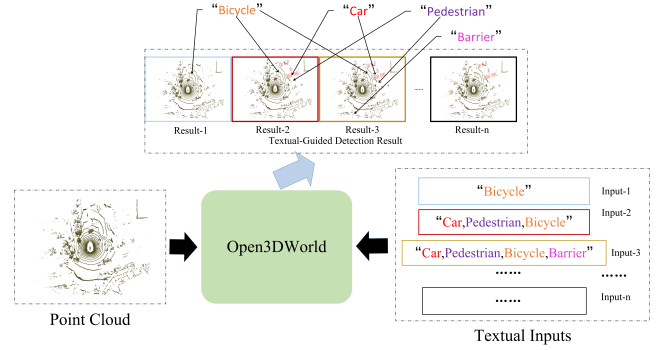 “Bicycle” “Car” “Pedestrian”
“Barrier”
Result-1 Result-2 Result-3 ...... Result-n
Textual-Guided Detection Result
“Bicycle” Input-1
“Car,Pedestrian,Bicycle” Input-2
“Car,Pedestrian,Bicycle,Barrier” Input-3
...... ......
...... Input-n
Open3DWorld
Point Cloud
Textual Inputs